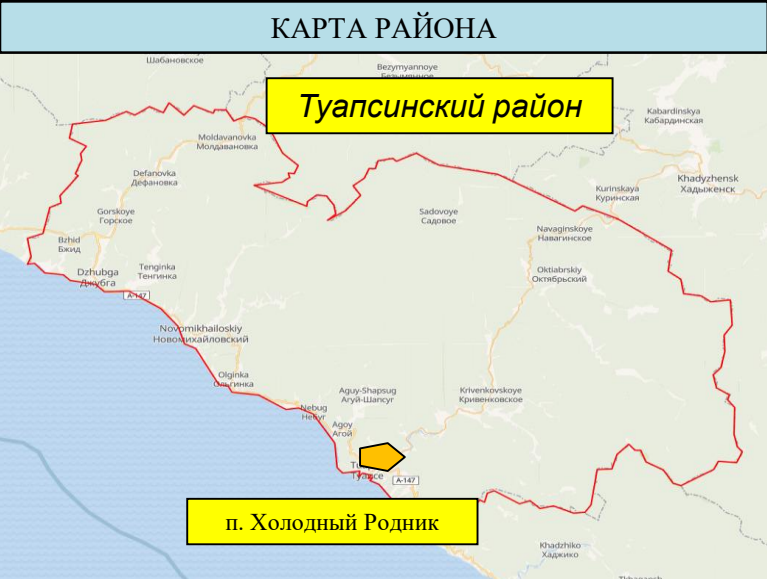 КАРТА РАЙОНА
Шабановское
Bezymyannoye
Безымянное
Туапсинский район
Kabardinskya
Кабардинская
Moldavanovka
Молдавановка
Defanovka
Дефановка
Khadyzhensk
Хадыженск
Kurinskaya
Куринская
Gorskoye
Горское
Sadovoye
Садовое
Navaginskoye
Навагинское
Bzhid
Бжид
Tenginka
Тенгинка
Dzhubga
Джубга
Oktiabrskiy
Октябрьский
A-147
Novomikhailoskiy
Новомихайловский
Olginka
Ольгинка
Aguy-Shapsug
Агуй-Шапсуг
Krivenkovskoye
Кривенковское
Nebug
Небуг
Agoy
Агой
Туапсе
A-147
п. Холодный Родник
Khadzhiko
Хаджико